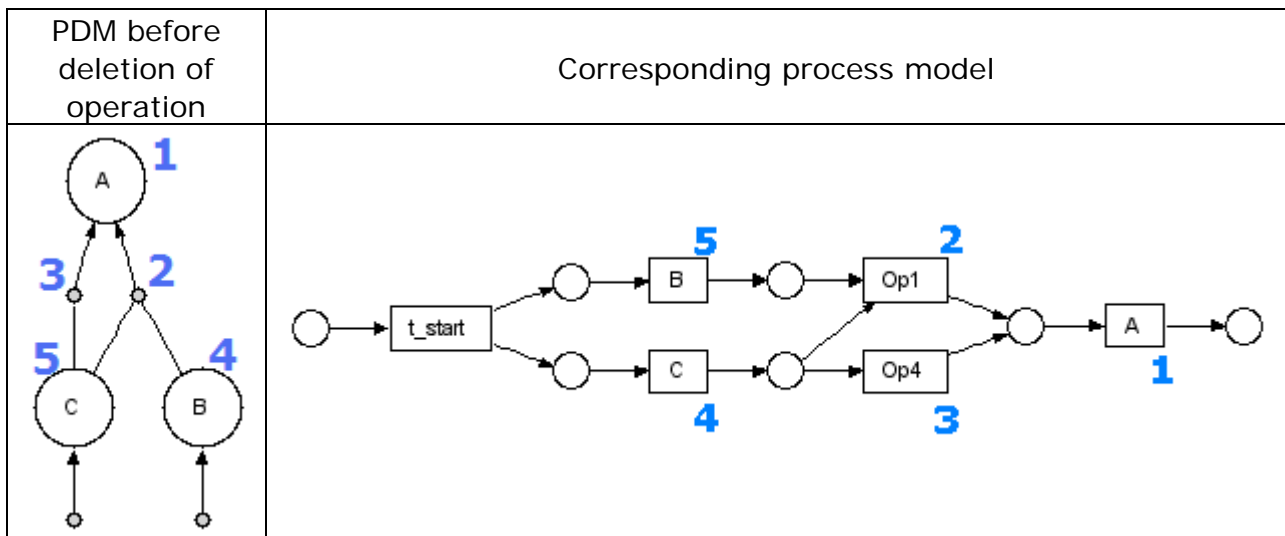 PDM before
deletion of
operation
Corresponding process model
A
1
3
2
5
4
C
B
5
2
B
Op1
t_start
A
C
Op4
1
4
3